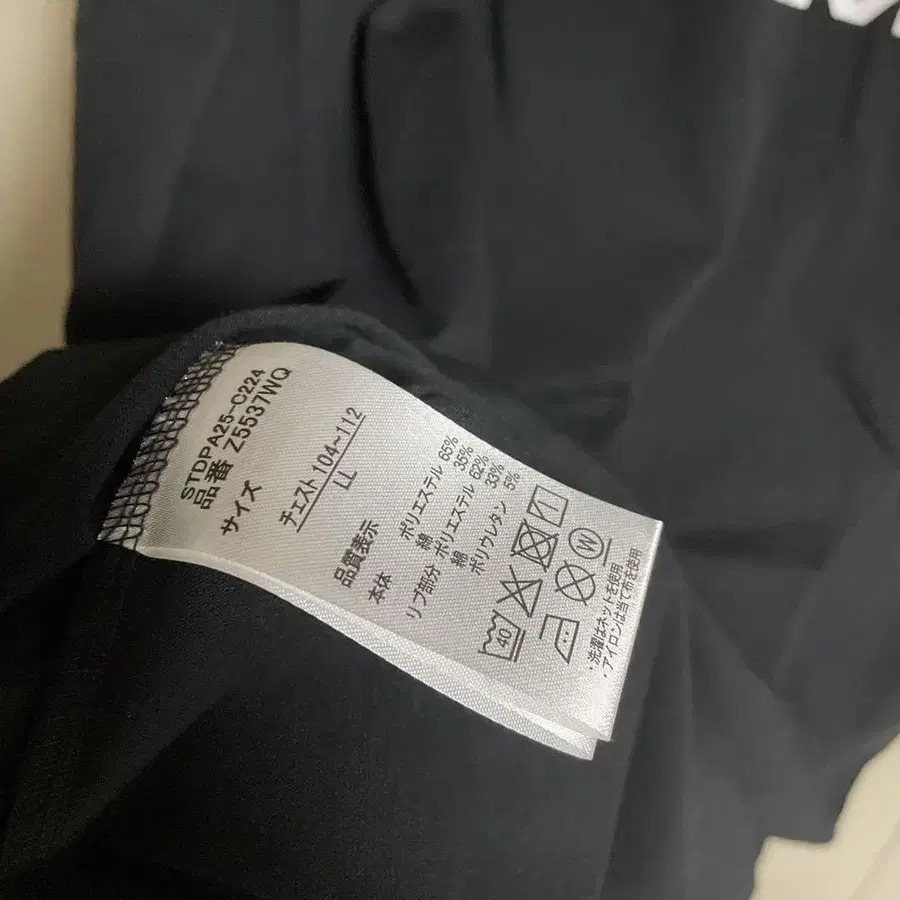 STDPA25-C224
品番 Z5537WQ
サイズ
チェスト 104~112
LL
品質表示
本体 ポリエステル 65%
綿 35%
リブ部分 ポリエステル 62%
綿 33%
ポリウレタン 5%
40
W
・洗濯はネットを使用
・アイロンは当て布を使用